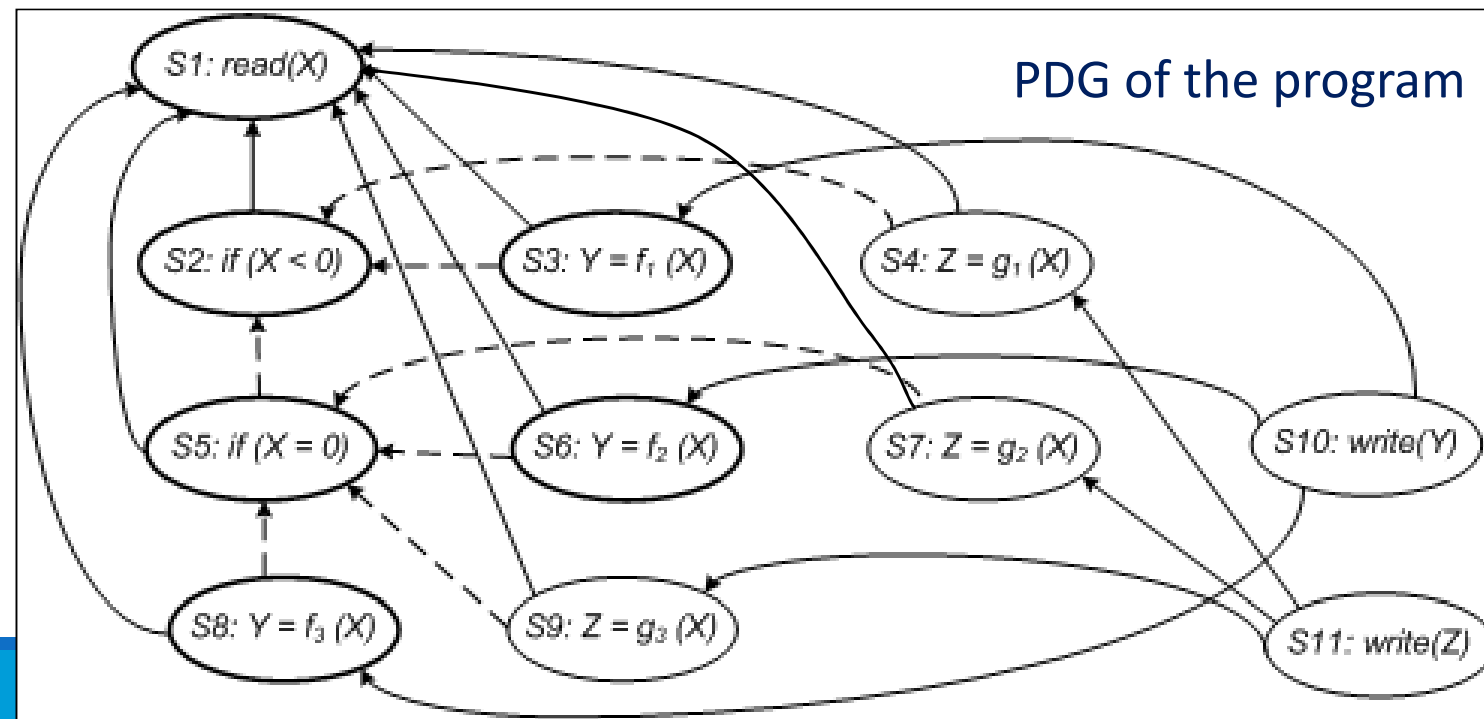 S1: read(X)
PDG of the program
S2: if (X < 0)
S3: Y = f₁ (X)
S4: Z = g₁ (X)
S5: if (X = 0)
S6: Y = f₂ (X)
S7: Z = g₂ (X)
S10: write(Y)
S8: Y = f₃ (X)
S9: Z = g₃ (X)
S11: write(Z)